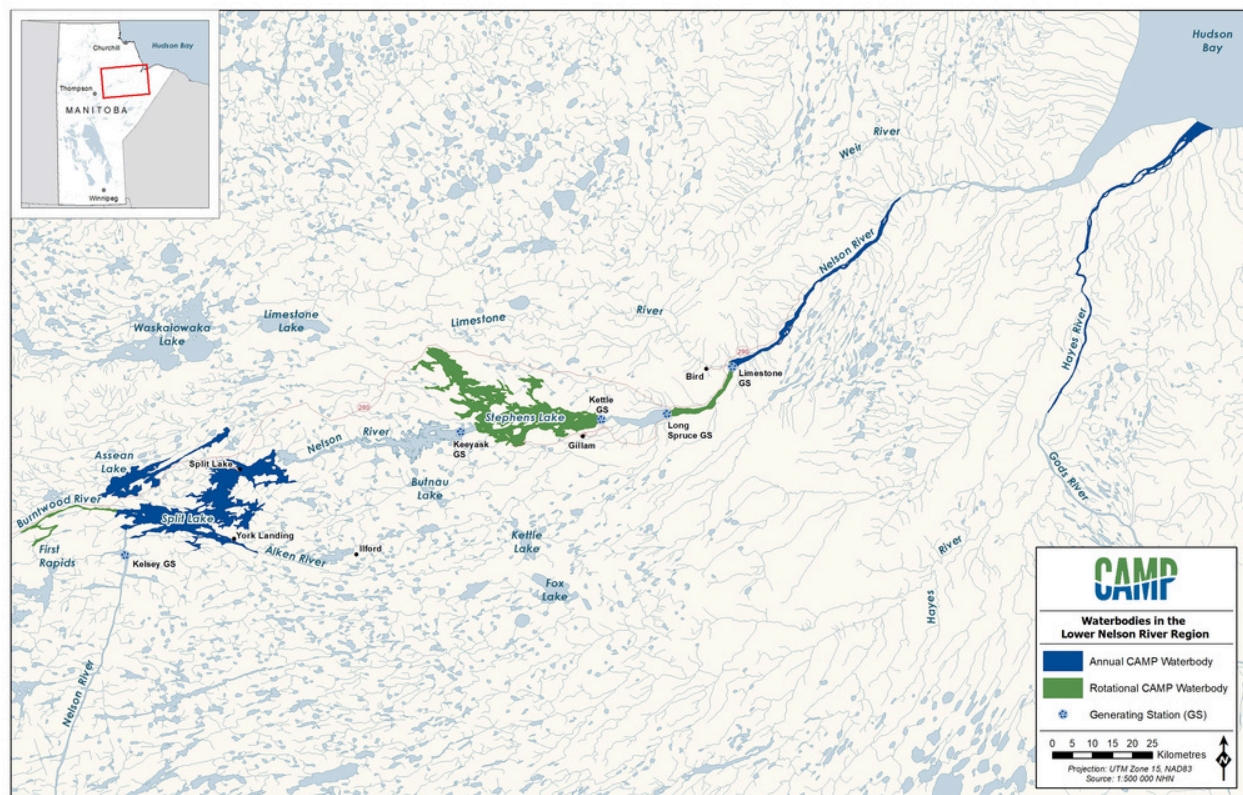 Churchill
Hudson Bay
Thompson
MANITOBA
Winnipeg
Hudson
Bay
Weir River
Nelson River
Hayes River
Waskaiowaka
Lake
Limestone
Lake
Limestone River
290
Bird
Limestone
GS
Kettle
GS
Stephens Lake
Long
Spruce GS
280
Gillam
Nelson River
Keeyask
GS
Assean
Lake
Split Lake
Butnau
Lake
Gods River
Burntwood River
Split Lake
York Landing
Aiken River
Ilford
First
Rapids
Kelsey GS
Kettle
Lake
Fox
Lake
Hayes River
Nelson River
CAMP
Waterbodies in the
Lower Nelson River Region
Annual CAMP Waterbody
Rotational CAMP Waterbody
Generating Station (GS)
0 5 10 15 20 25
Kilometres
N
Projection: UTM Zone 15, NAD83
Source: 1:500 000 NHN